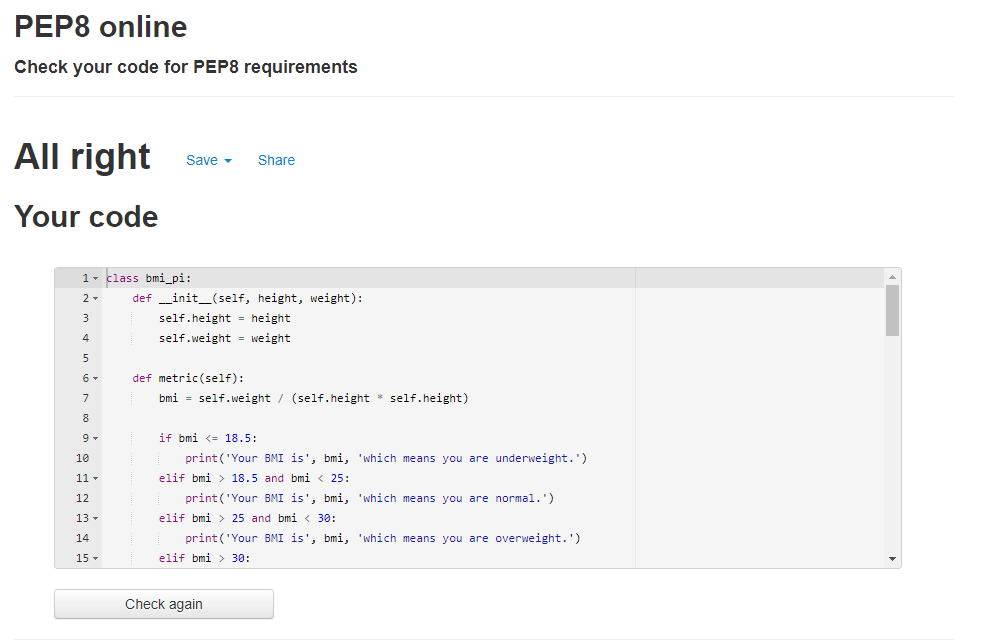 PEP8 online
Check your code for PEP8 requirements
All right Save Share
Your code
1 class bmi_pi:
2     def __init__(self, height, weight):
3         self.height = height
4         self.weight = weight
5
6     def metric(self):
7         bmi = self.weight / (self.height * self.height)
8
9         if bmi <= 18.5:
10             print('Your BMI is', bmi, 'which means you are underweight.')
11         elif bmi > 18.5 and bmi < 25:
12             print('Your BMI is', bmi, 'which means you are normal.')
13         elif bmi > 25 and bmi < 30:
14             print('Your BMI is', bmi, 'which means you are overweight.')
15         elif bmi > 30:
Check again